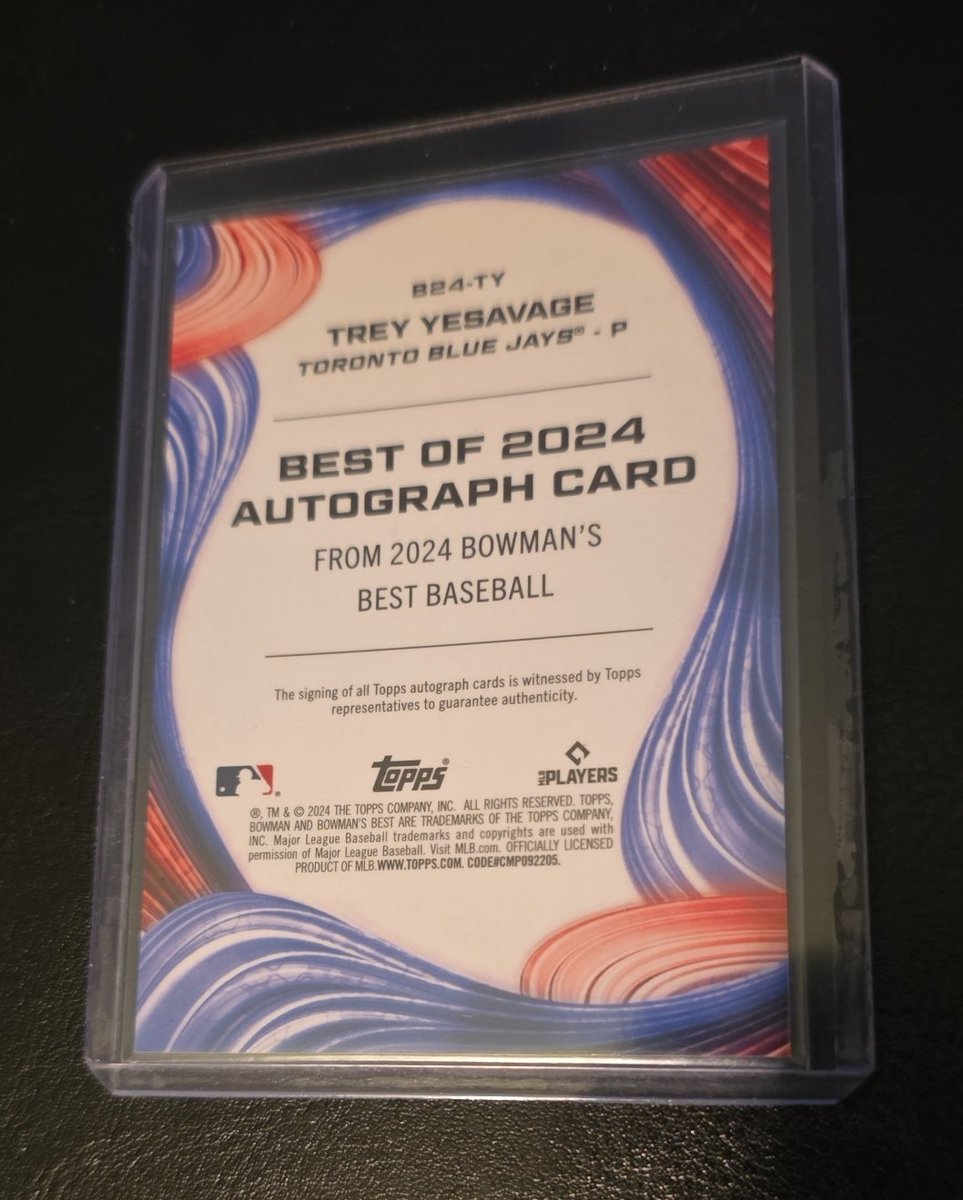 B24-TY
TREY YESAVAGE
TORONTO BLUE JAYS® - P
BEST OF 2024
AUTOGRAPH CARD
FROM 2024 BOWMAN'S
BEST BASEBALL
The signing of all Topps autograph cards is witnessed by Topps
representatives to guarantee authenticity.
® topps® MLB PLAYERS
®, TM & © 2024 THE TOPPS COMPANY, INC. ALL RIGHTS RESERVED. TOPPS,
BOWMAN AND BOWMAN'S BEST ARE TRADEMARKS OF THE TOPPS COMPANY,
INC. Major League Baseball trademarks and copyrights are used with
permission of Major League Baseball. Visit MLB.com. OFFICIALLY LICENSED
PRODUCT OF MLB.WWW.TOPPS.COM. CODE#CMP092205.